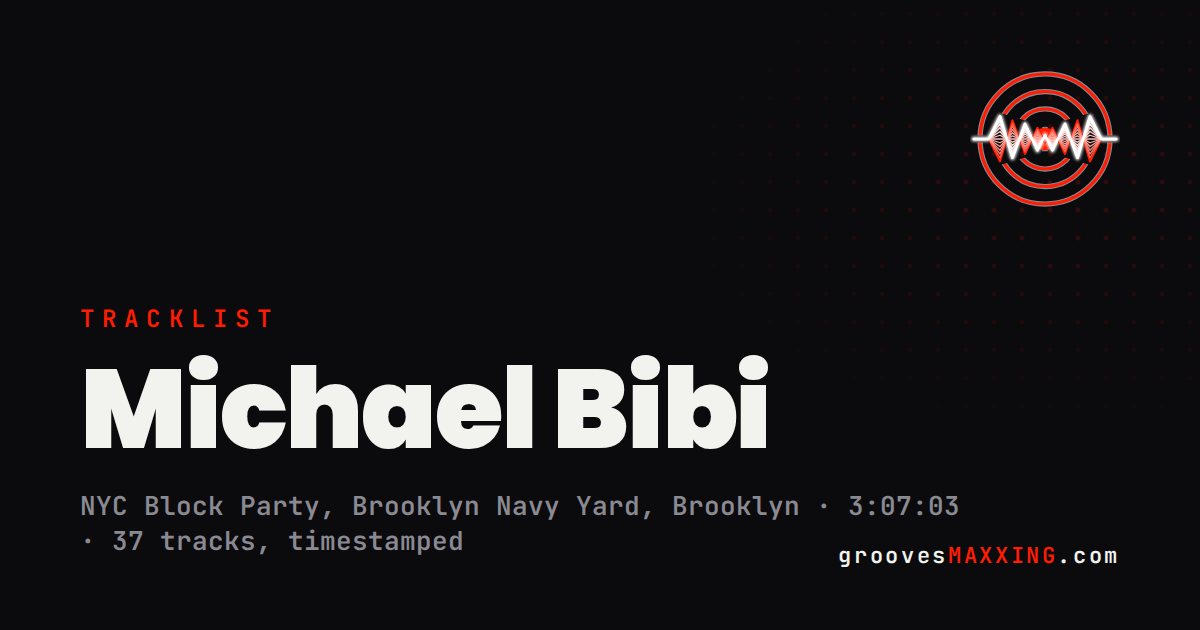 TRACKLIST
Michael Bibi
NYC Block Party, Brooklyn Navy Yard, Brooklyn · 3:07:03
· 37 tracks, timestamped
groovesMAXXING.com